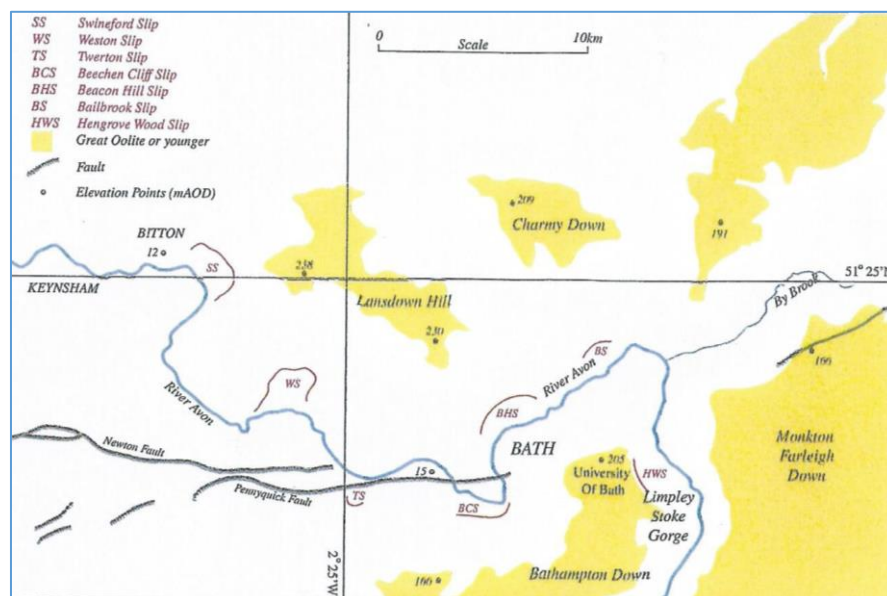 SS Swineford Slip
WS Weston Slip
TS Twerton Slip
BCS Beechen Cliff Slip
BHS Beacon Hill Slip
BS Bailbrook Slip
HWS Hengrove Wood Slip
Great Oolite or younger
Fault
Elevation Points (mAOD)
0 10km
Scale
209
Charmy Down
191
BITTON
12
SS
238
KEYNSHAM
51°25'N
Lansdown Hill
By Brook
230
BS
166
River Avon
WS
River Avon
BHS
Monkton
Farleigh
Down
BATH
Newton Fault
205
University
Of Bath
HWS
15
Pennyquick Fault
TS
BCS
Limpley
Stoke
Gorge
2°25'W
166
Bathampton Down